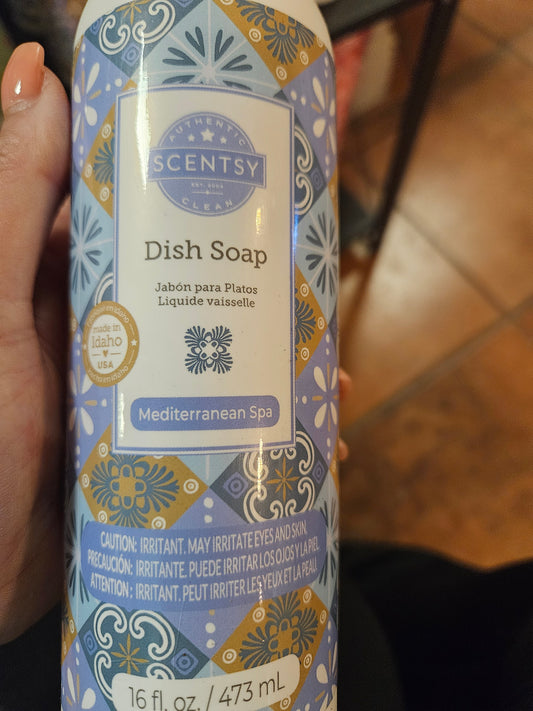 AUTHENTIC
SCENTSY
EST. 2004
CLEAN
Dish Soap
Jabón para Platos
Liquide vaisselle
made in
Idaho
USA
Mediterranean Spa
CAUTION: IRRITANT. MAY IRRITATE EYES AND SKIN.
PRECAUCIÓN: IRRITANTE. PUEDE IRRITAR LOS OJOS Y LA PIEL
ATTENTION : IRRITANT. PEUT IRRITER LES YEUX ET LA PEAU.
16 fl. oz. / 473 mL